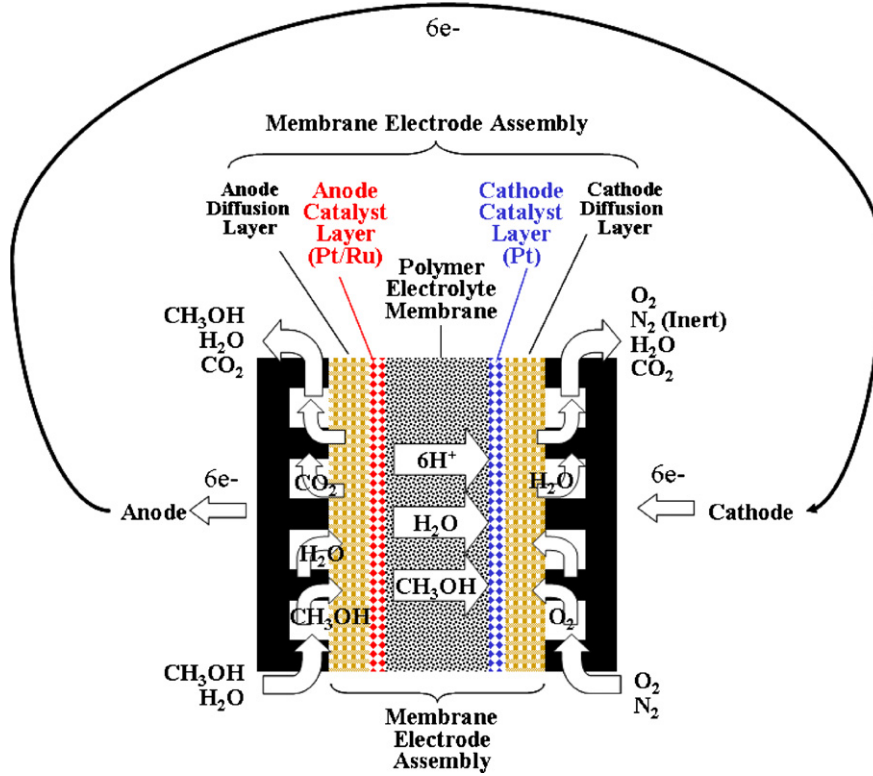 6e-
Membrane Electrode Assembly
Anode
Diffusion
Layer
Anode
Catalyst
Layer
(Pt/Ru)
Polymer
Electrolyte
Membrane
Cathode
Catalyst
Layer
(Pt)
Cathode
Diffusion
Layer
CH₃OH
H₂O
CO₂
O₂
N₂ (Inert)
H₂O
CO₂
6e-
Anode
CO₂
H₂O
CH₃OH
6H⁺
H₂O
CH₃OH
H₂O
O₂
6e-
Cathode
CH₃OH
H₂O
O₂
N₂
Membrane
Electrode
Assembly